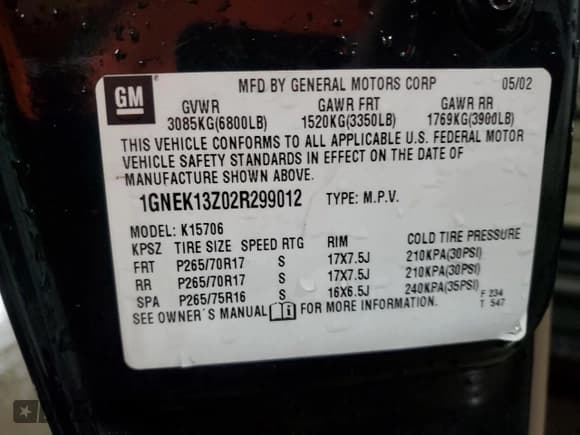 MFD BY GENERAL MOTORS CORP 05/02
GM
GVWR GAWR FRT GAWR RR
3085KG(6800LB) 1520KG(3350LB) 1769KG(3900LB)
THIS VEHICLE CONFORMS TO ALL APPLICABLE U.S. FEDERAL MOTOR
VEHICLE SAFETY STANDARDS IN EFFECT ON THE DATE OF
MANUFACTURE SHOWN ABOVE.
1GNEK13Z02R299012 TYPE: M.P.V.
MODEL: K15706
KPSZ TIRE SIZE SPEED RTG RIM COLD TIRE PRESSURE
FRT P265/70R17 S 17X7.5J 210KPA(30PSI)
RR P265/70R17 S 17X7.5J 210KPA(30PSI)
SPA P265/75R16 S 16X6.5J 240KPA(35PSI) F 234
SEE OWNER'S MANUAL FOR MORE INFORMATION. T 547